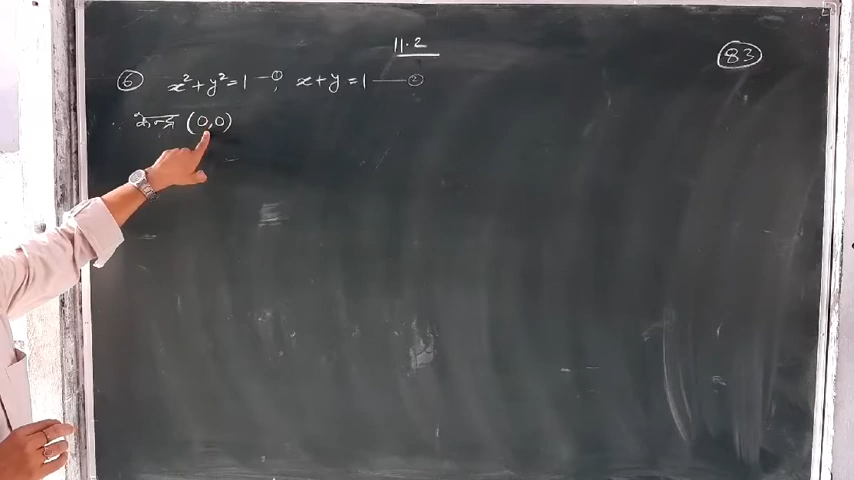 11.2
83
⑥ x²+y²=1 —①, x+y=1 —②
केन्द्र (0,0)